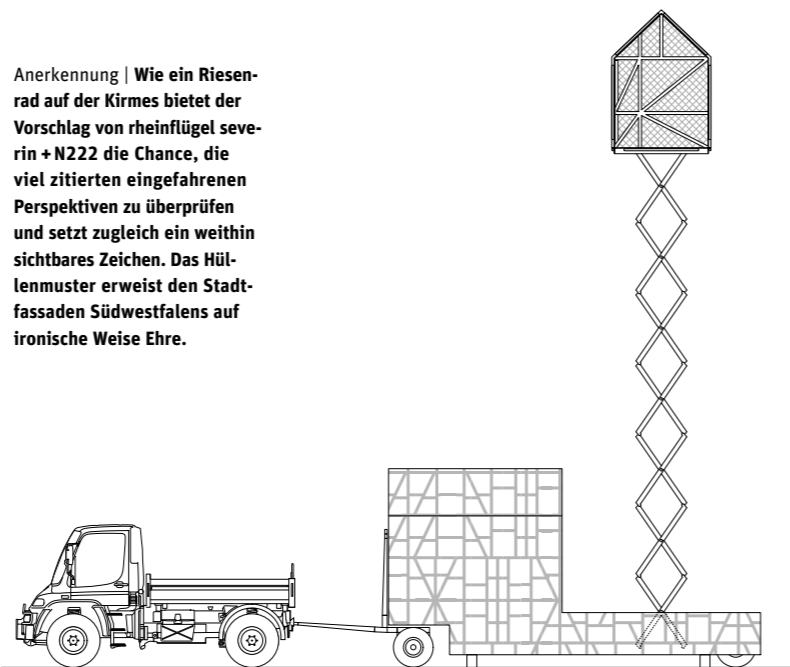 Anerkennung | Wie ein Riesen-
rad auf der Kirmes bietet der
Vorschlag von rheinflügel seve-
rin + N222 die Chance, die
viel zitierten eingefahrenen
Perspektiven zu überprüfen
und setzt zugleich ein weithin
sichtbares Zeichen. Das Hül-
lenmuster erweist den Stadt-
fassaden Südwestfalens auf
ironische Weise Ehre.